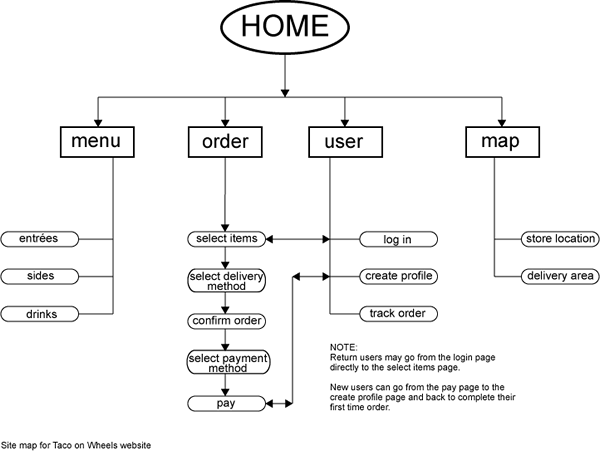 HOME
menu
order
user
map
entrées
select items
log in
store location
sides
select delivery
method
create profile
delivery area
drinks
confirm order
track order
select payment
method
pay
NOTE:
Return users may go from the login page
directly to the select items page.
New users can go from the pay page to the
create profile page and back to complete their
first time order.
Site map for Taco on Wheels website